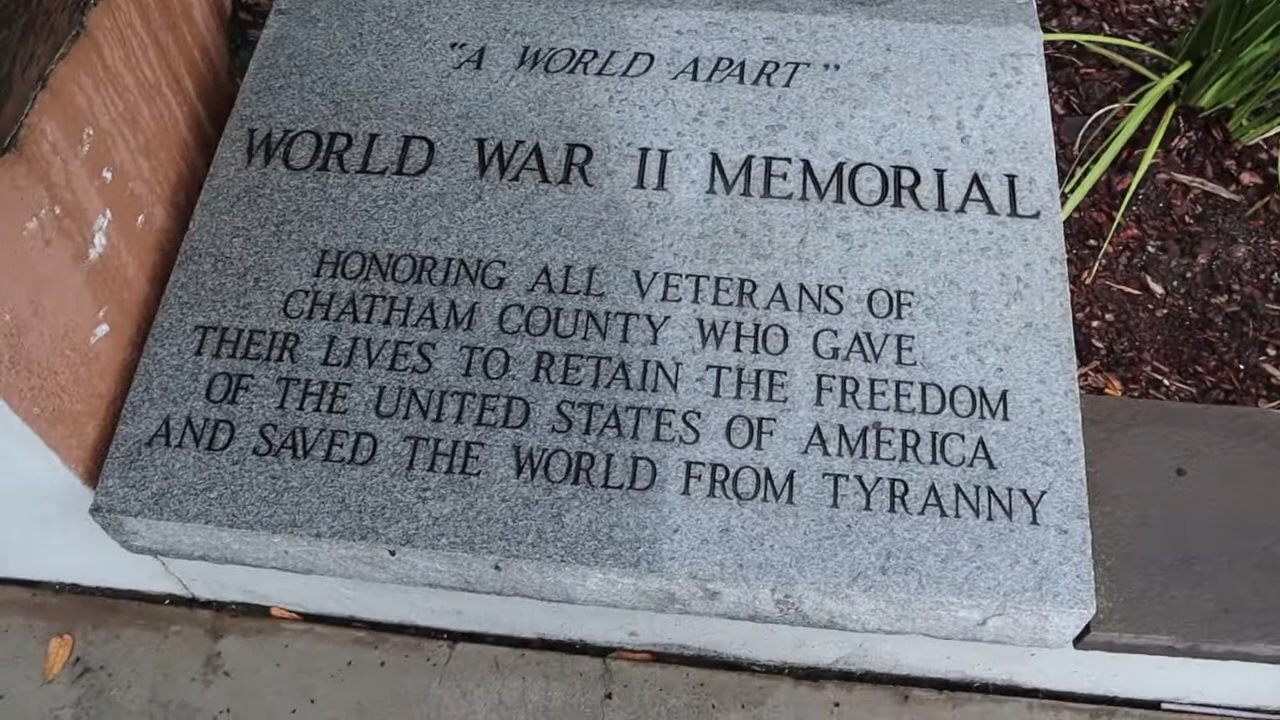 "A WORLD APART"
WORLD WAR II MEMORIAL
HONORING ALL VETERANS OF
CHATHAM COUNTY WHO GAVE
THEIR LIVES TO RETAIN THE FREEDOM
OF THE UNITED STATES OF AMERICA
AND SAVED THE WORLD FROM TYRANNY